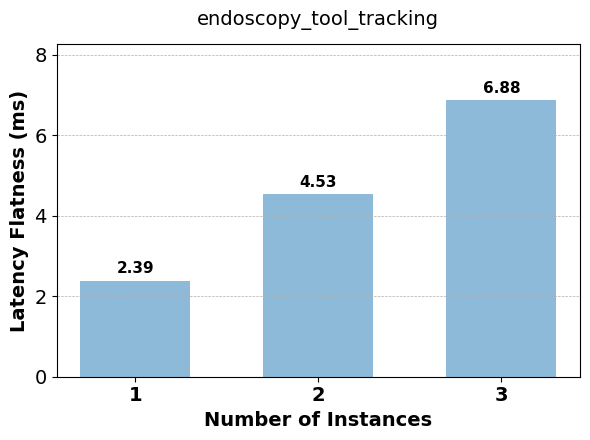 endoscopy_tool_tracking
Latency Flatness (ms)
8
6
4
2
0
2.39
4.53
6.88
1 2 3
Number of Instances